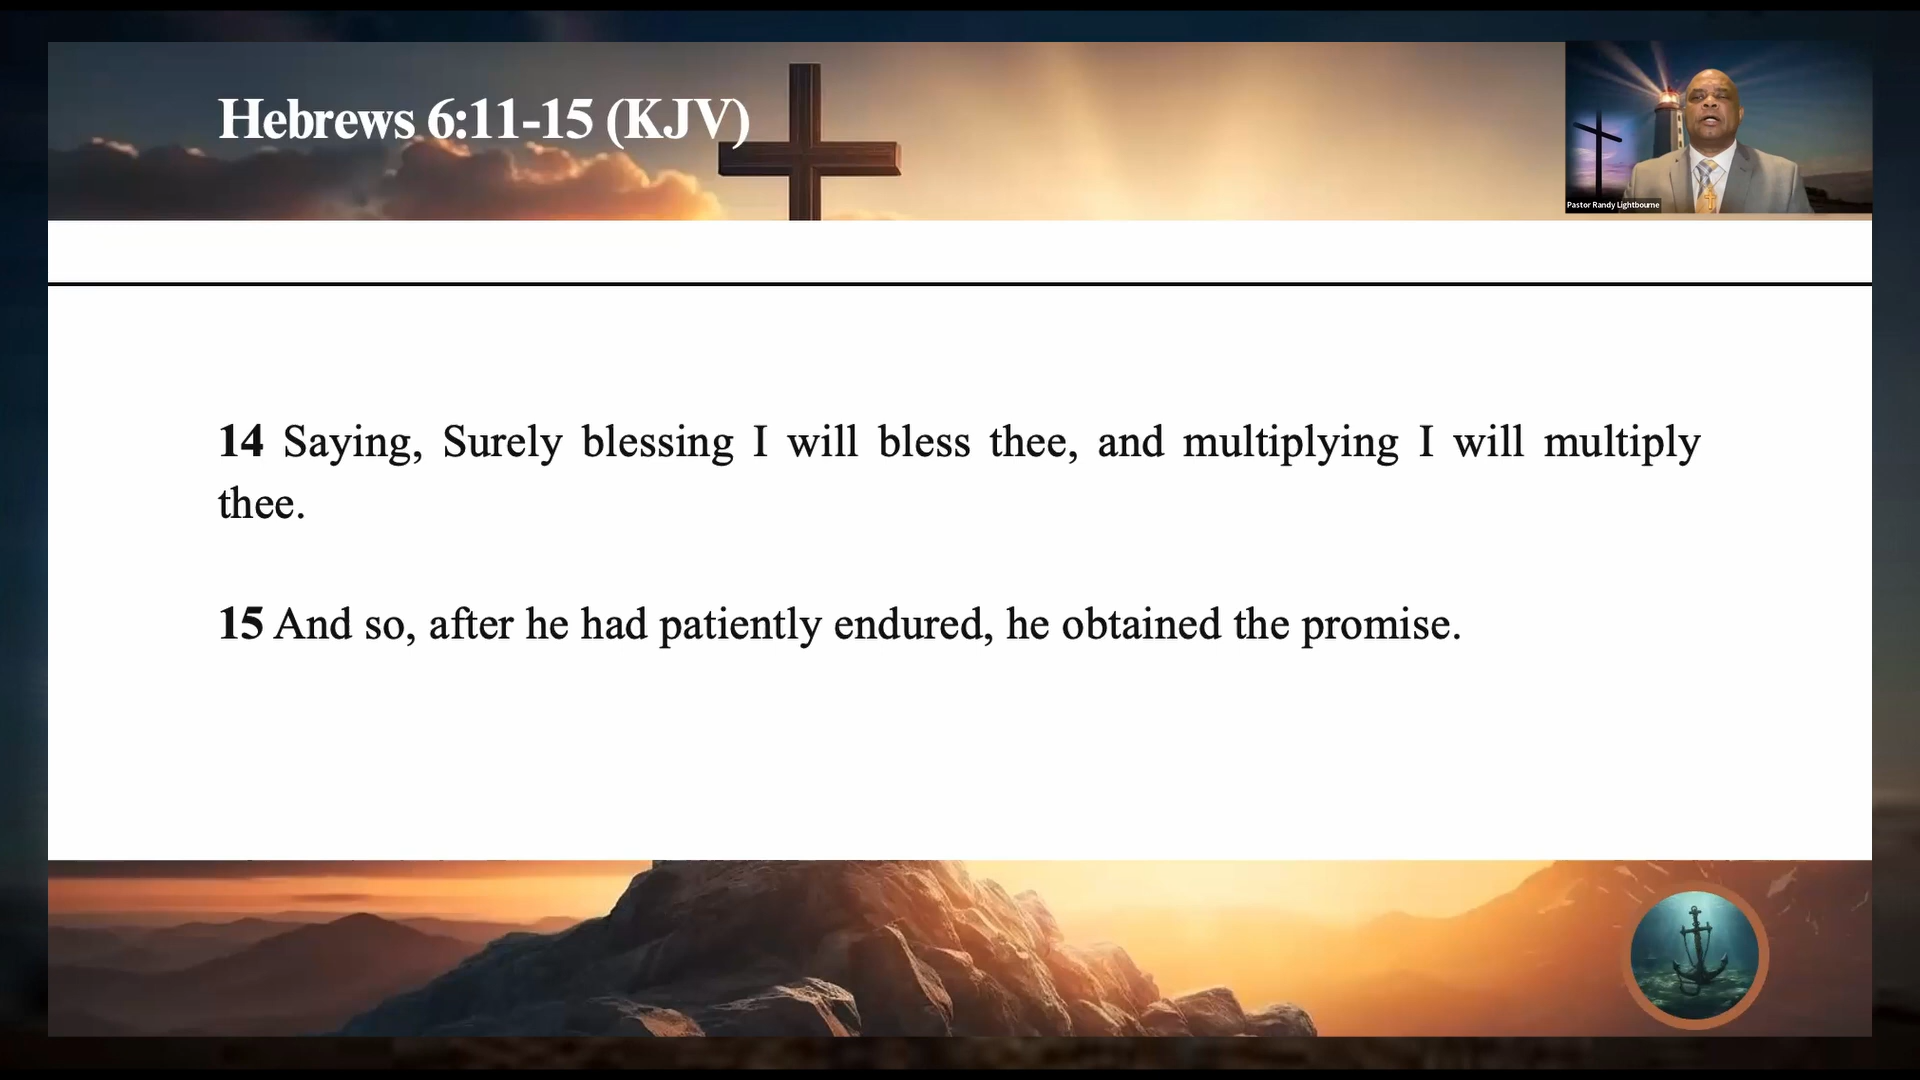 Hebrews 6:11-15 (KJV)
Pastor Randy Lightbourne
14 Saying, Surely blessing I will bless thee, and multiplying I will multiply
thee.
15 And so, after he had patiently endured, he obtained the promise.